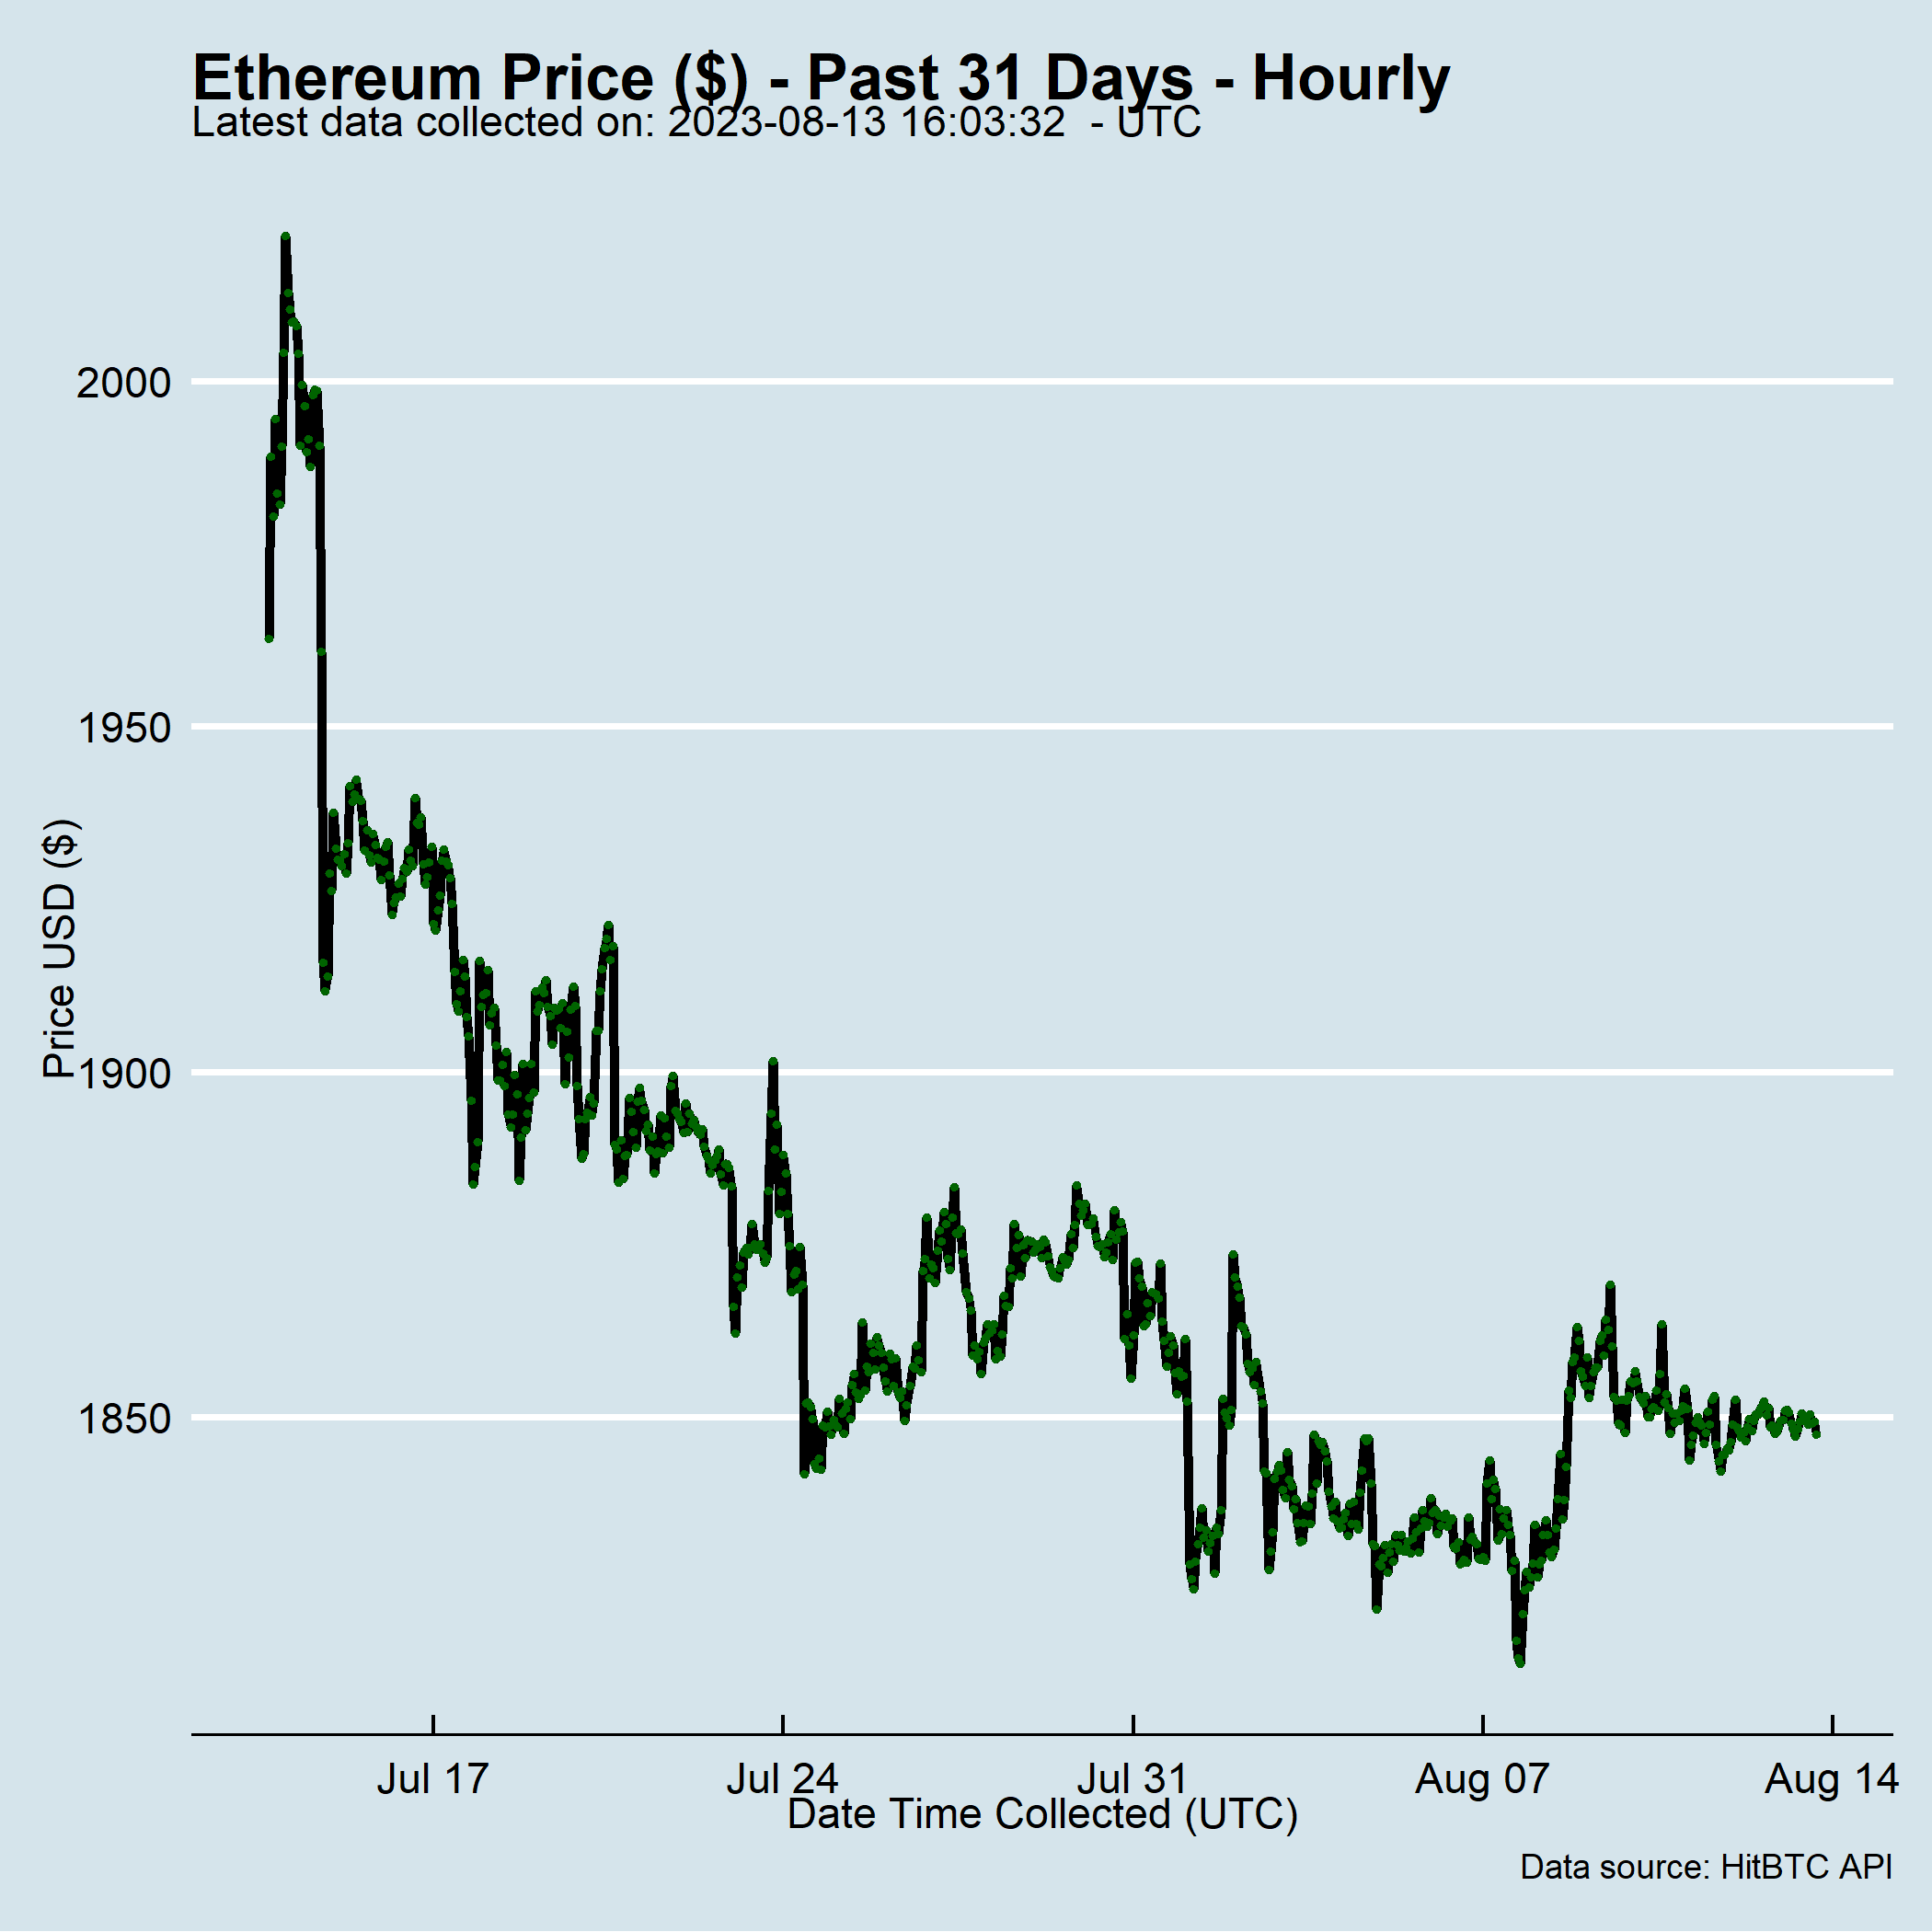 Ethereum Price ($) - Past 31 Days - Hourly
Latest data collected on: 2023-08-13 16:03:32  - UTC
Price USD ($)
2000
1950
1900
1850
Jul 17
Jul 24
Jul 31
Aug 07
Aug 14
Date Time Collected (UTC)
Data source: HitBTC API